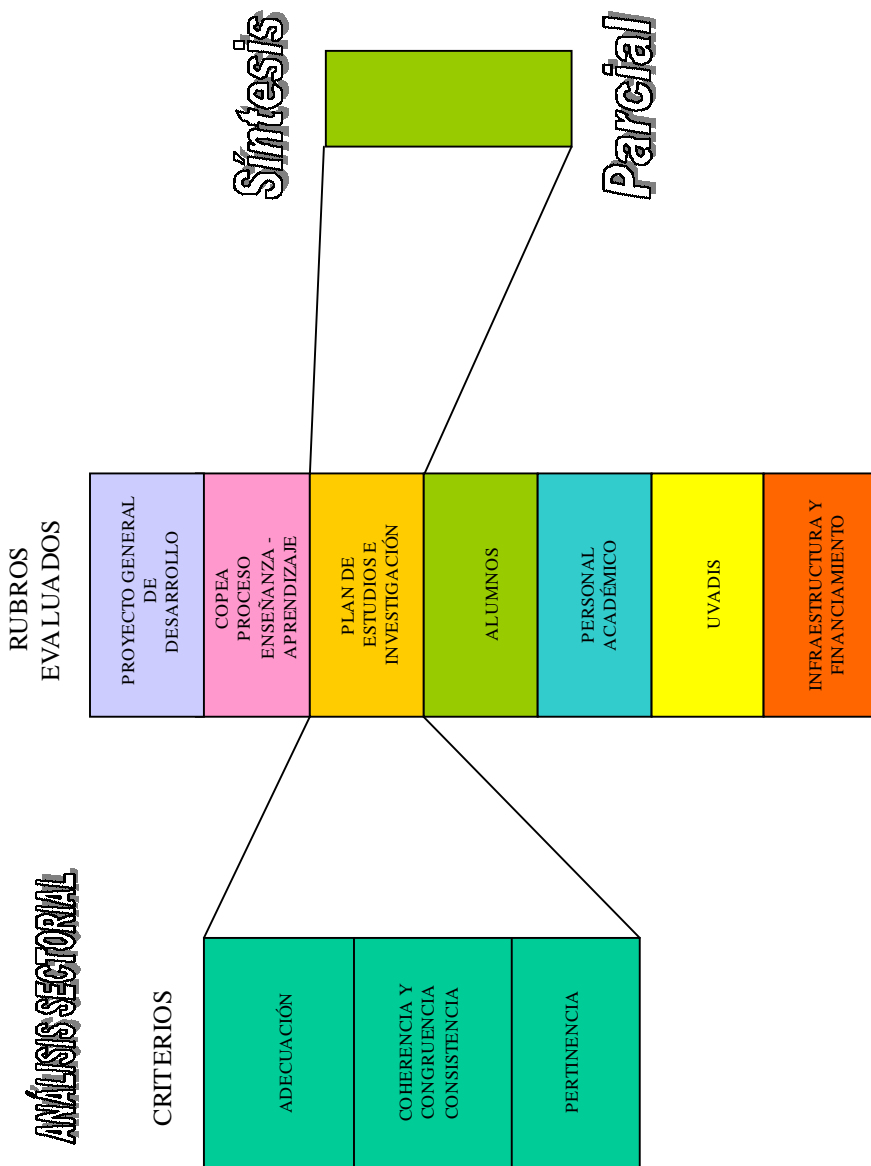 ANÁLISIS SECTORIAL
CRITERIOS
ADECUACIÓN
COHERENCIA Y
CONGRUENCIA
CONSISTENCIA
PERTINENCIA
RUBROS
EVALUADOS
PROYECTO GENERAL
DE
DESARROLLO
COPEA
PROCESO
ENSEÑANZA -
APRENDIZAJE
PLAN DE
ESTUDIOS E
INVESTIGACIÓN
ALUMNOS
PERSONAL
ACADÉMICO
UVADIS
INFRAESTRUCTURA Y
FINANCIAMIENTO
Síntesis
Parcial